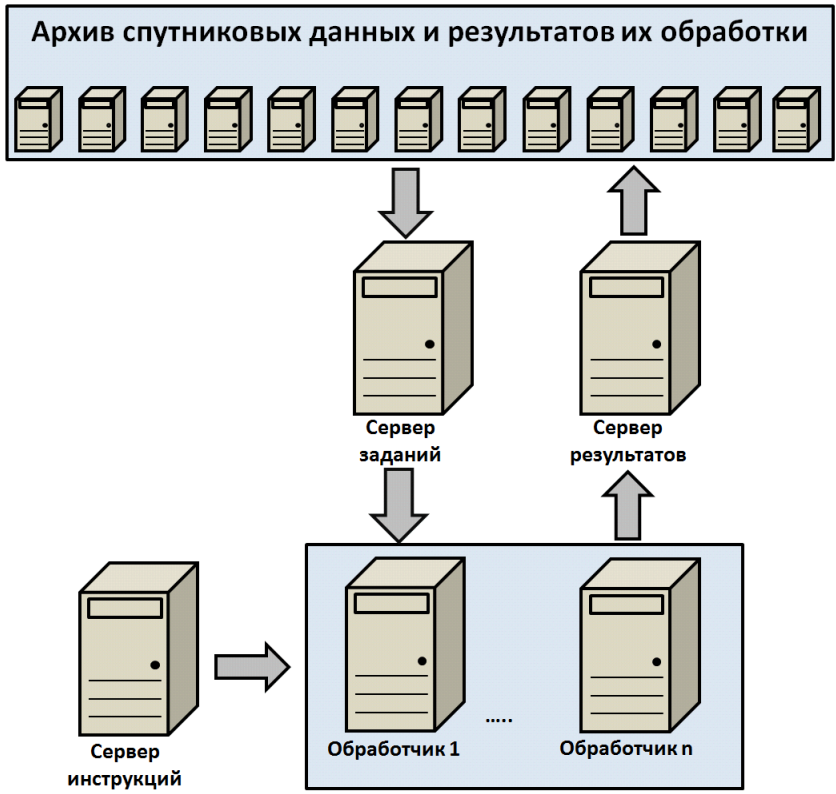 Архив спутниковых данных и результатов их обработки
Сервер
заданий
Сервер
результатов
Сервер
инструкций
Обработчик 1
.....
Обработчик n